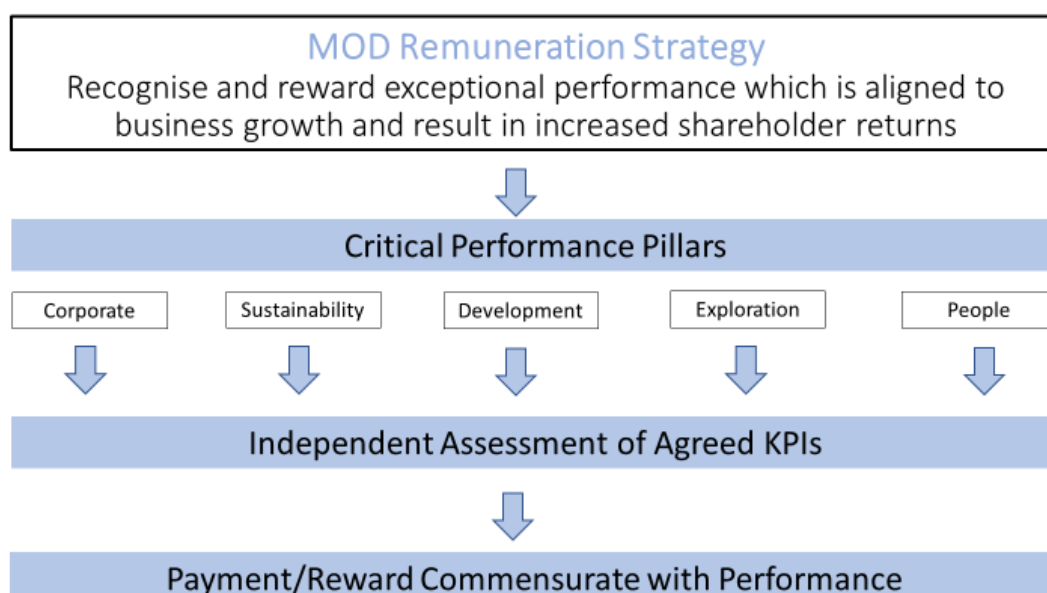 MOD Remuneration Strategy
Recognise and reward exceptional performance which is aligned to
business growth and result in increased shareholder returns
Critical Performance Pillars
Corporate
Sustainability
Development
Exploration
People
Independent Assessment of Agreed KPIs
Payment/Reward Commensurate with Performance